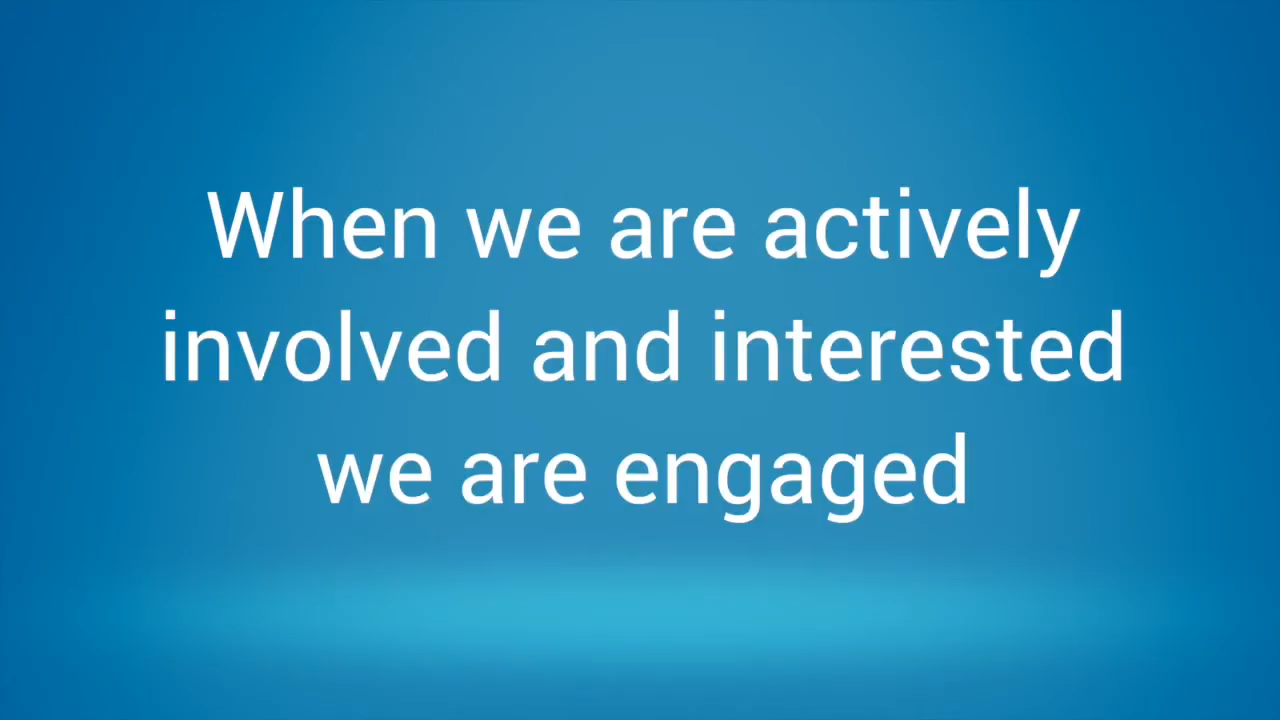 When we are actively
involved and interested
we are engaged